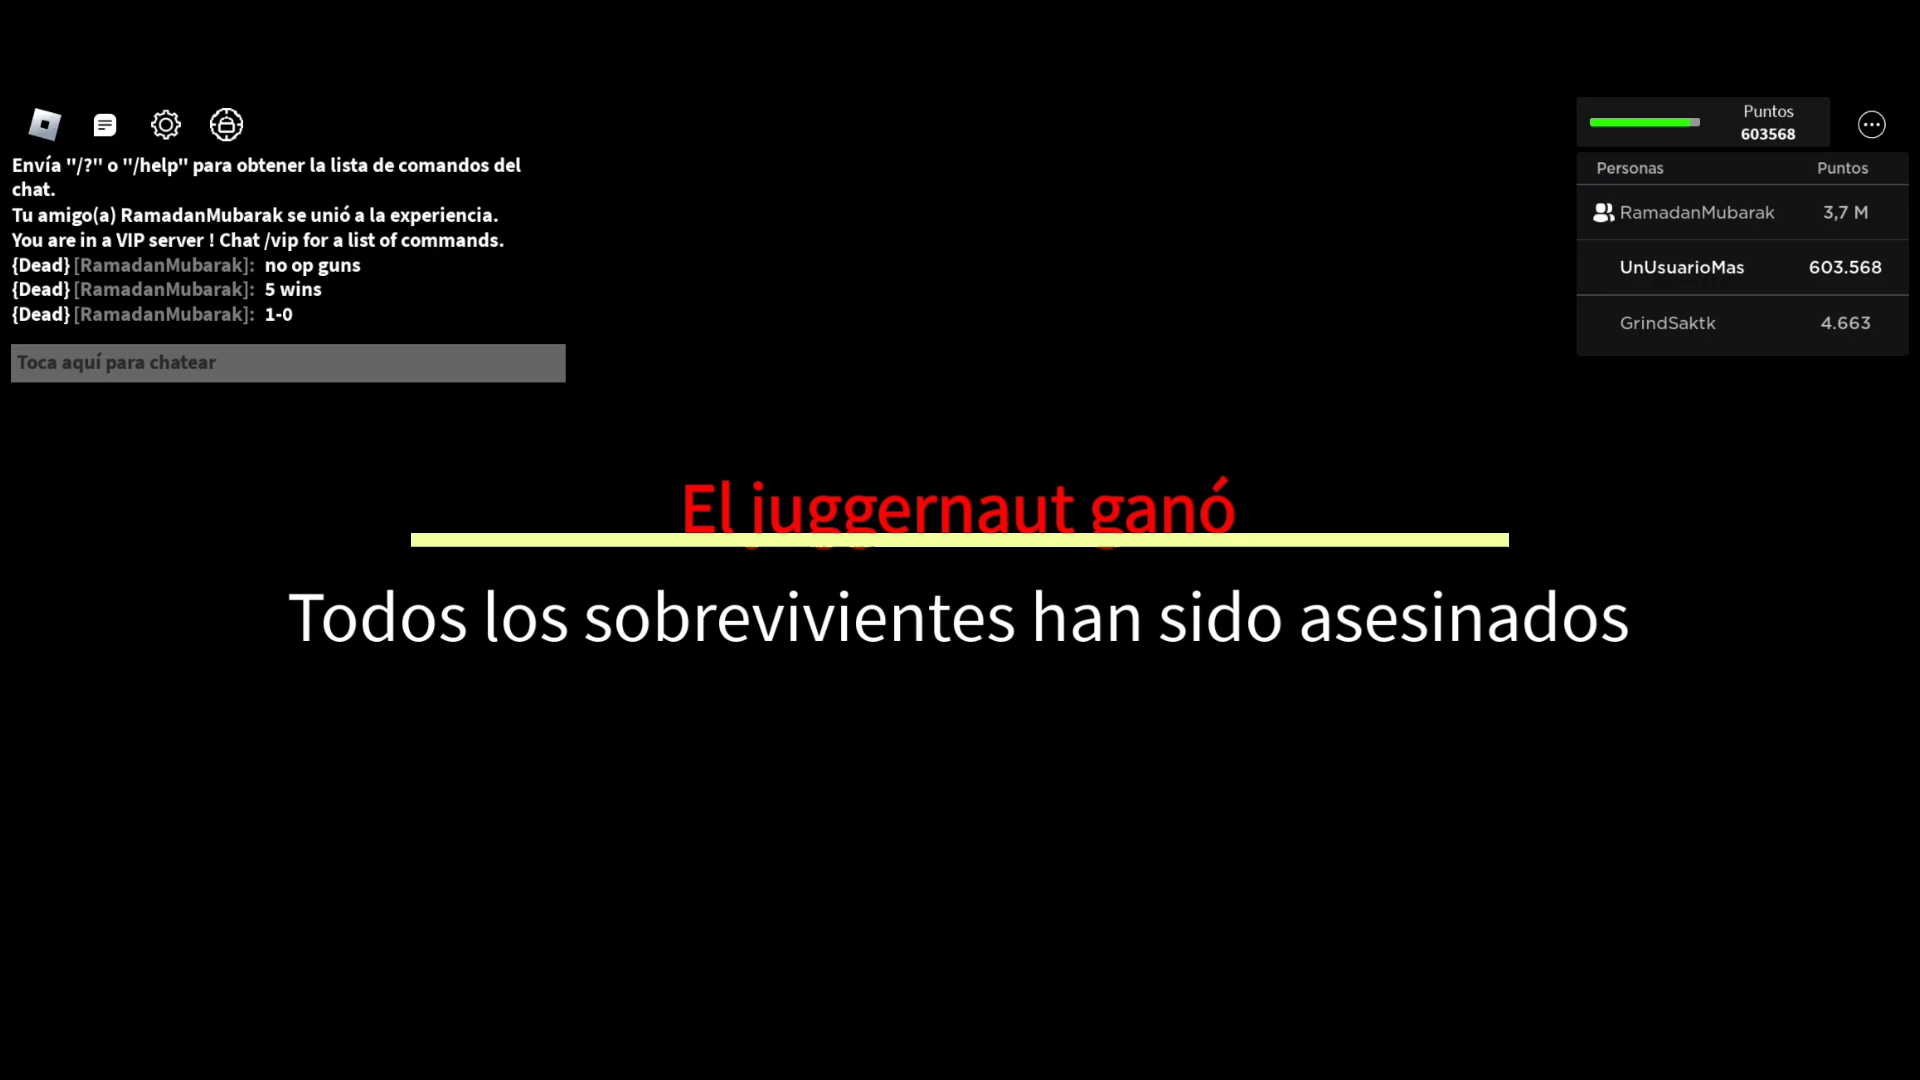 Puntos
603568
Envía "/?" o "/help" para obtener la lista de comandos del
chat.
Tu amigo(a) RamadanMubarak se unió a la experiencia.
You are in a VIP server ! Chat /vip for a list of commands.
{Dead} [RamadanMubarak]: no op guns
{Dead} [RamadanMubarak]: 5 wins
{Dead} [RamadanMubarak]: 1-0
Toca aquí para chatear
Personas Puntos
RamadanMubarak 3,7 M
UnUsuarioMas 603.568
GrindSaktk 4.663
El juggernaut ganó
Todos los sobrevivientes han sido asesinados